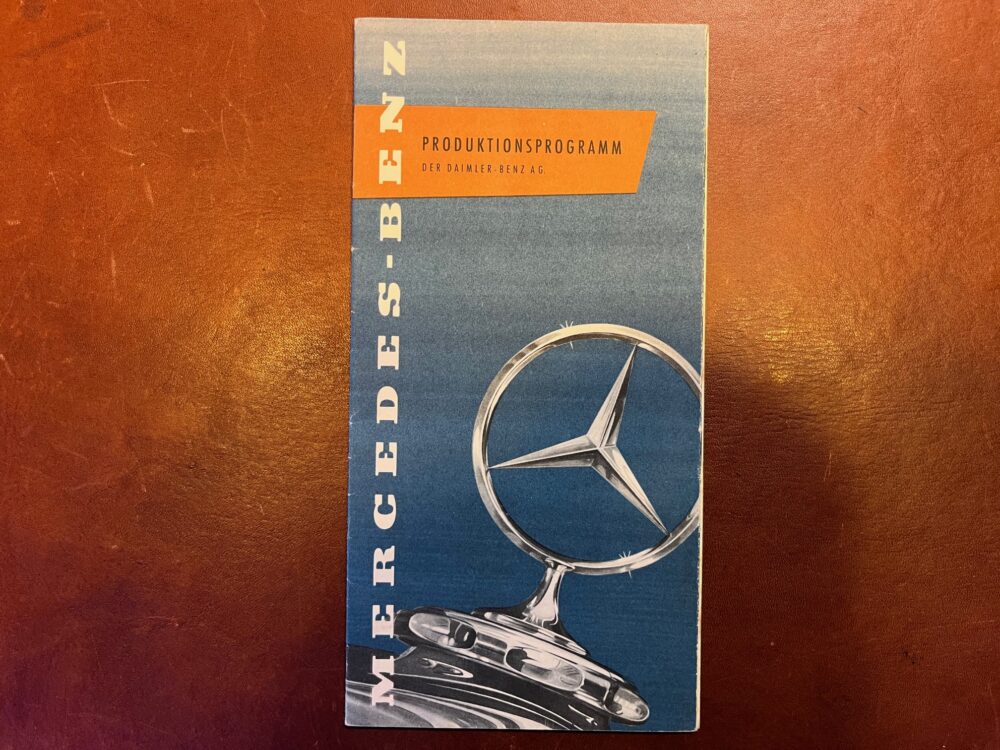 MERCEDES-BENZ
PRODUKTIONSPROGRAMM
DER DAIMLER-BENZ AG.